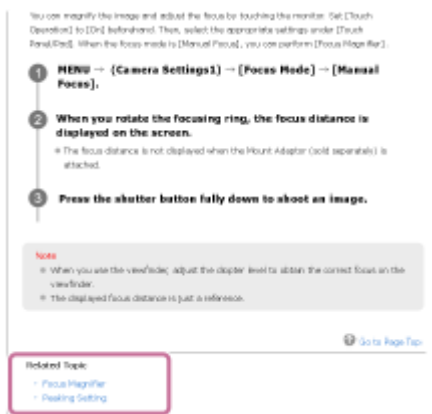 You can magnify the image and adjust the focus by touching the monitor. Set [Touch
Operation] to [On] beforehand. Then, select the appropriate settings under [Touch
Panel/Pad]. When the focus mode is [Manual Focus], you can perform [Focus Magnifier].
1 MENU → (Camera Settings1) → [Focus Mode] → [Manual
Focus].
2 When you rotate the focusing ring, the focus distance is
displayed on the screen.
The focus distance is not displayed when the Mount Adaptor (sold separately) is
attached.
3 Press the shutter button fully down to shoot an image.
Note
When you use the viewfinder, adjust the diopter level to obtain the correct focus on the
viewfinder.
The displayed focus distance is just a reference.
Go to Page Top
Related Topic
Focus Magnifier
Peaking Setting